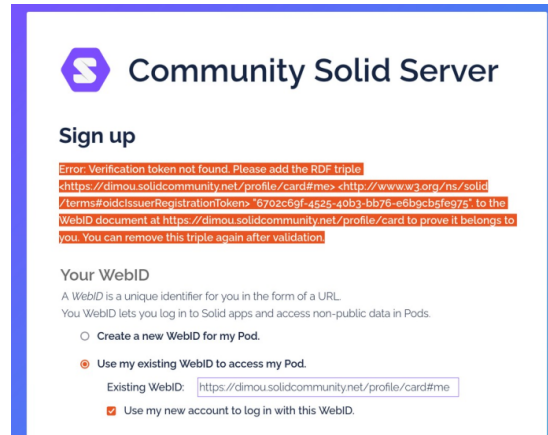 Community Solid Server
Sign up
Error: Verification token not found. Please add the RDF triple
<https://dimou.solidcommunity.net/profile/card#me> <http://www.w3.org/ns/solid
/terms#oidcIssuerRegistrationToken> "6702c69f-4525-40b3-bb76-e6b9cb5fe975". to the
WebID document at https://dimou.solidcommunity.net/profile/card to prove it belongs to
you. You can remove this triple again after validation.
Your WebID
A WebID is a unique identifier for you in the form of a URL.
You WebID lets you log in to Solid apps and access non-public data in Pods.
Create a new WebID for my Pod.
Use my existing WebID to access my Pod.
Existing WebID: https://dimou.solidcommunity.net/profile/card#me
Use my new account to log in with this WebID.